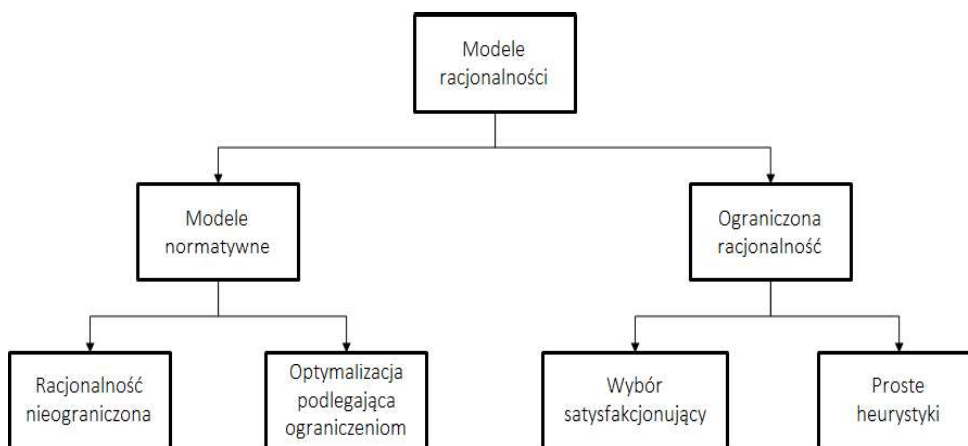 Modele
racjonalności
Modele
normatywne
Ograniczona
racjonalność
Racjonalność
nieograniczona
Optymalizacja
podlegająca
ograniczeniom
Wybór
satysfakcjonujący
Proste
heurystyki